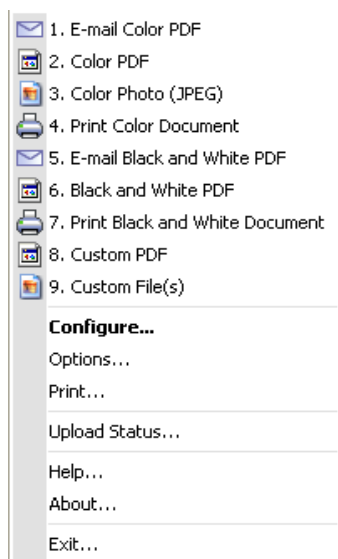 1. E-mail Color PDF
2. Color PDF
3. Color Photo (JPEG)
4. Print Color Document
5. E-mail Black and White PDF
6. Black and White PDF
7. Print Black and White Document
8. Custom PDF
9. Custom File(s)
Configure...
Options...
Print...
Upload Status...
Help...
About...
Exit...